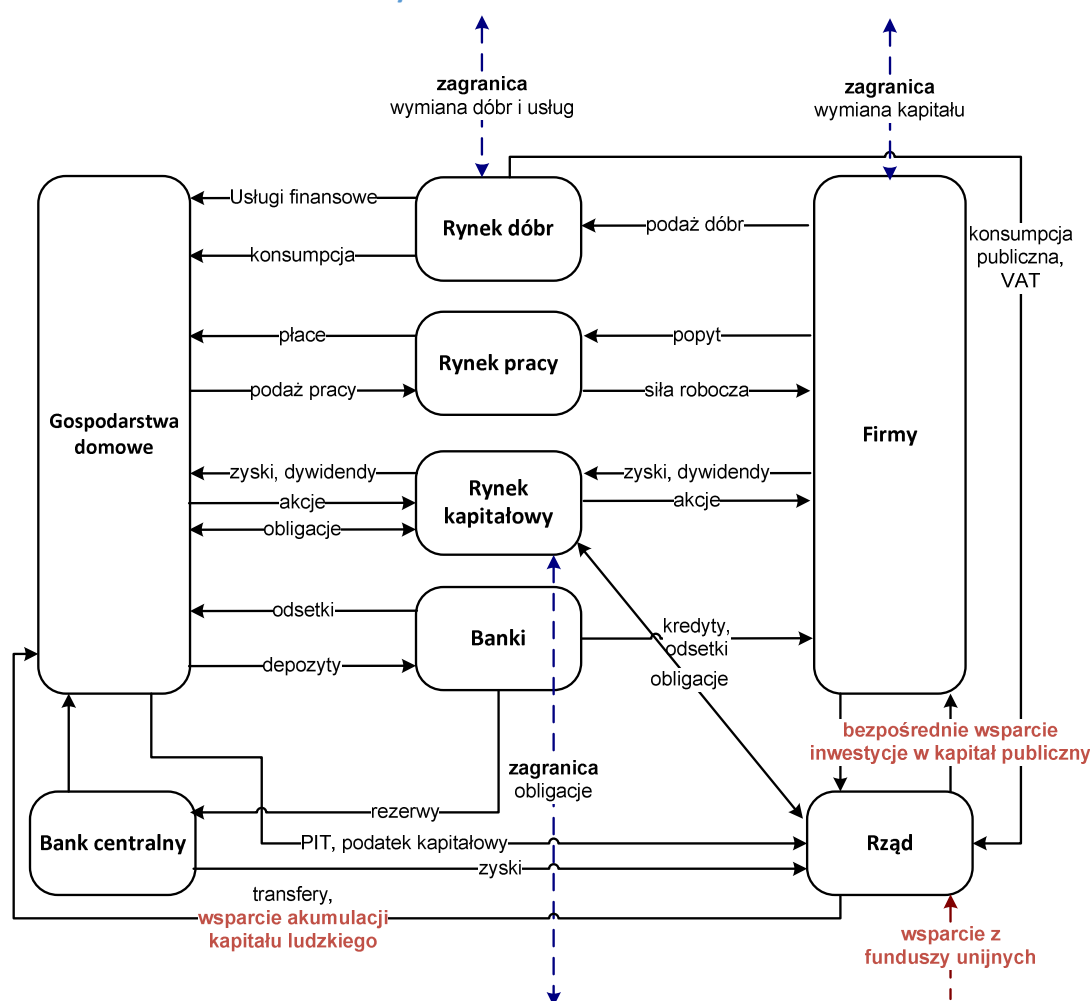 zagranica
wymiana dóbr i usług
zagranica
wymiana kapitału
Usługi finansowe
Rynek dóbr
podaż dóbr
konsumpcja
konsumpcja
publiczna,
VAT
płace
Rynek pracy
popyt
podaż pracy
siła robocza
Gospodarstwa
domowe
Firmy
zyski, dywidendy
Rynek
kapitałowy
zyski, dywidendy
akcje
akcje
obligacje
odsetki
Banki
kredyty,
odsetki
depozyty
obligacje
bezpośrednie wsparcie
inwestycje w kapitał publiczny
zagranica
obligacje
rezerwy
Bank centralny
PIT, podatek kapitałowy
Rząd
zyski
transfery,
wsparcie akumulacji
kapitału ludzkiego
wsparcie z
funduszy unijnych